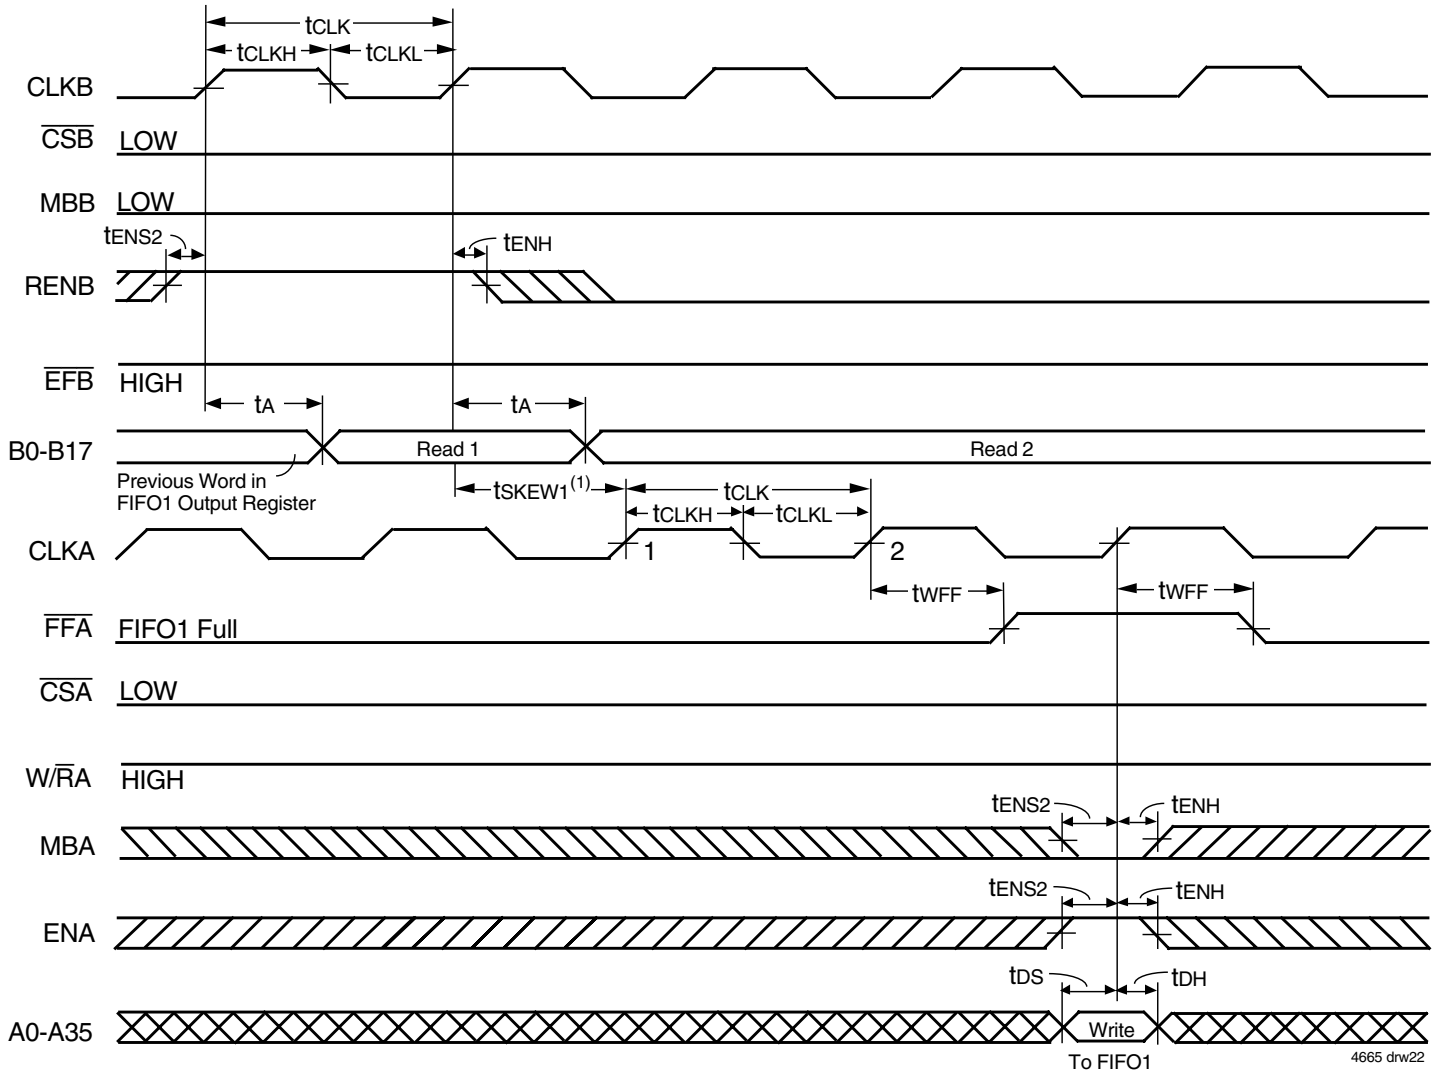 tCLK
tCLKH tCLKL
CLKB
CSB LOW
MBB LOW
tENS2 tENH
RENB
EFB HIGH
tA tA
B0-B17 Read 1 Read 2
Previous Word in
FIFO1 Output Register
tSKEW1(1) tCLK
tCLKH tCLKL
CLKA 1 2
tWFF tWFF
FFA FIFO1 Full
CSA LOW
W/RA HIGH
tENS2 tENH
MBA
tENS2 tENH
ENA
tDS tDH
A0-A35 Write
To FIFO1
4665 drw22